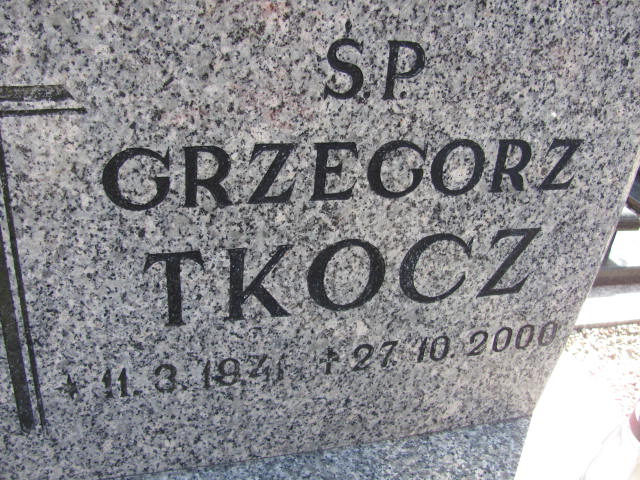 S.P
GRZEGORZ
TKOCZ
* 11.3.1941 † 27.10.2000